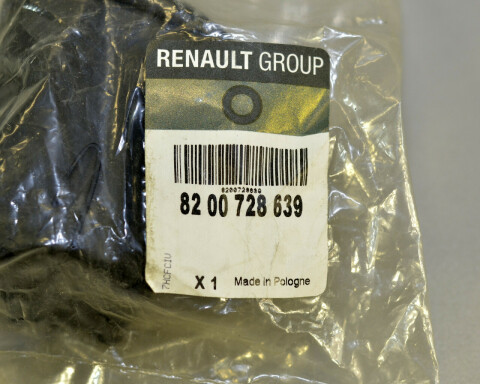 RENAULT GROUP
8200728639
82 00 728 639
X 1 Made in Pologne